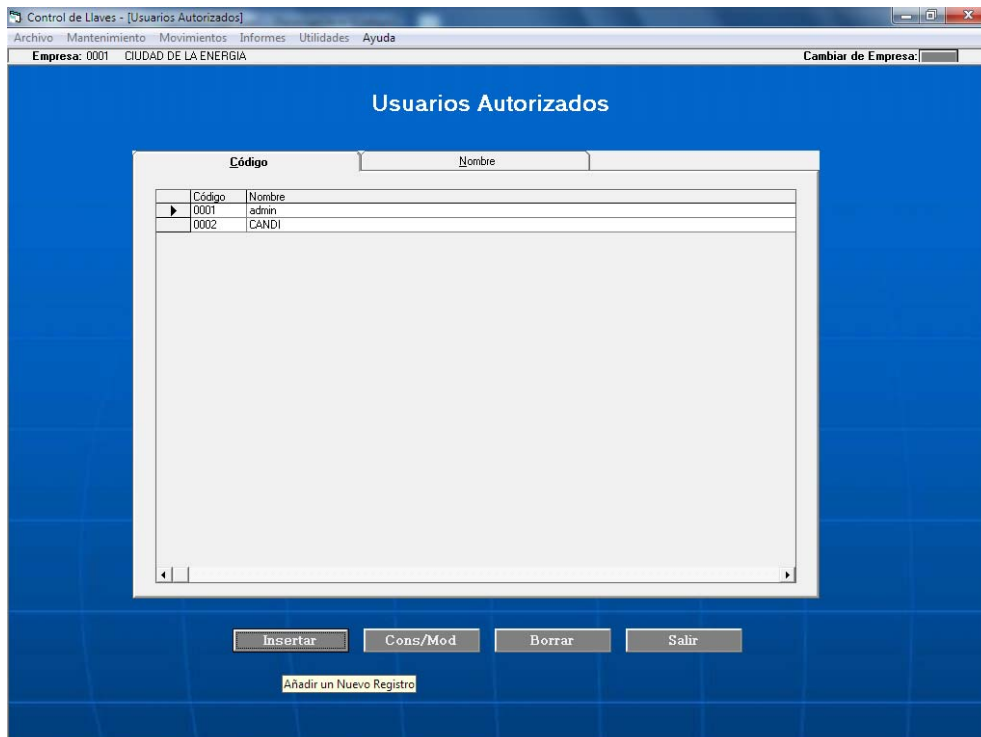 Control de Llaves - [Usuarios Autorizados]
Archivo Mantenimiento Movimientos Informes Utilidades Ayuda
Empresa: 0001 CIUDAD DE LA ENERGIA Cambiar de Empresa:
Usuarios Autorizados
Código Nombre
Código Nombre
0001 admin
0002 CANDI
Insertar Cons/Mod Borrar Salir
Añadir un Nuevo Registro